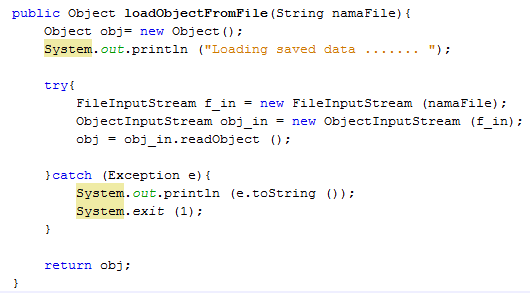 public Object loadObjectFromFile(String namaFile){
Object obj= new Object();
System.out.println ("Loading saved data ....... ");
try{
FileInputStream f_in = new FileInputStream (namaFile);
ObjectInputStream obj_in = new ObjectInputStream (f_in);
obj = obj_in.readObject ();
}catch (Exception e){
System.out.println (e.toString ());
System.exit (1);
}
return obj;
}